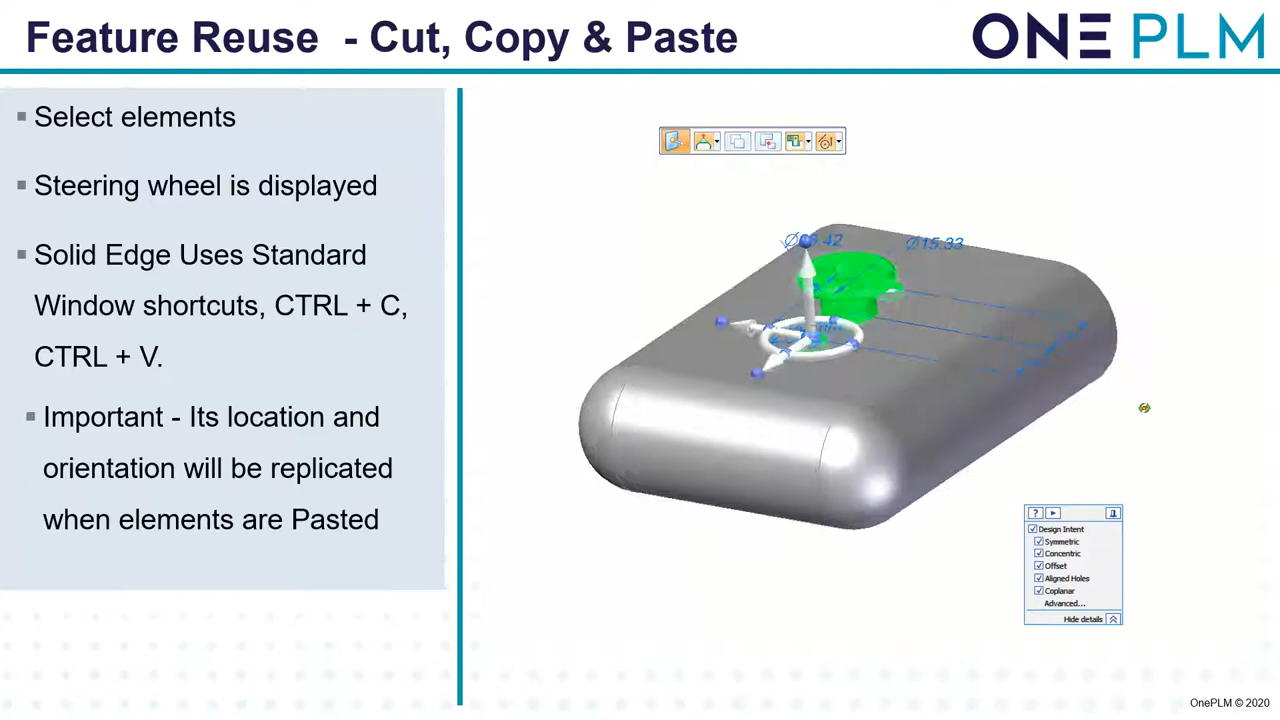 Feature Reuse - Cut, Copy & Paste
ONE PLM
Select elements
Steering wheel is displayed
Solid Edge Uses Standard
Window shortcuts, CTRL + C,
CTRL + V.
Important - Its location and
orientation will be replicated
when elements are Pasted
Ø15.33
Design Intent
Symmetric
Concentric
Offset
Aligned Holes
Coplanar
Advanced...
Hide details
OnePLM © 2020